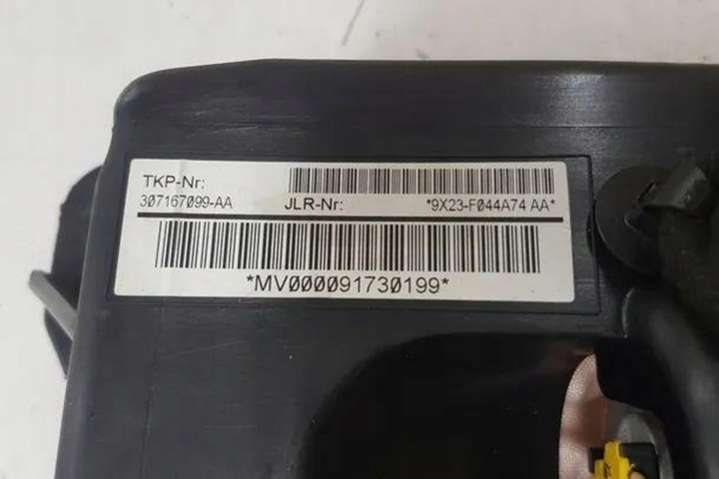 TKP-Nr:
307167099-AA JLR-Nr: *9X23-F044A74 AA*
*MV000091730199*